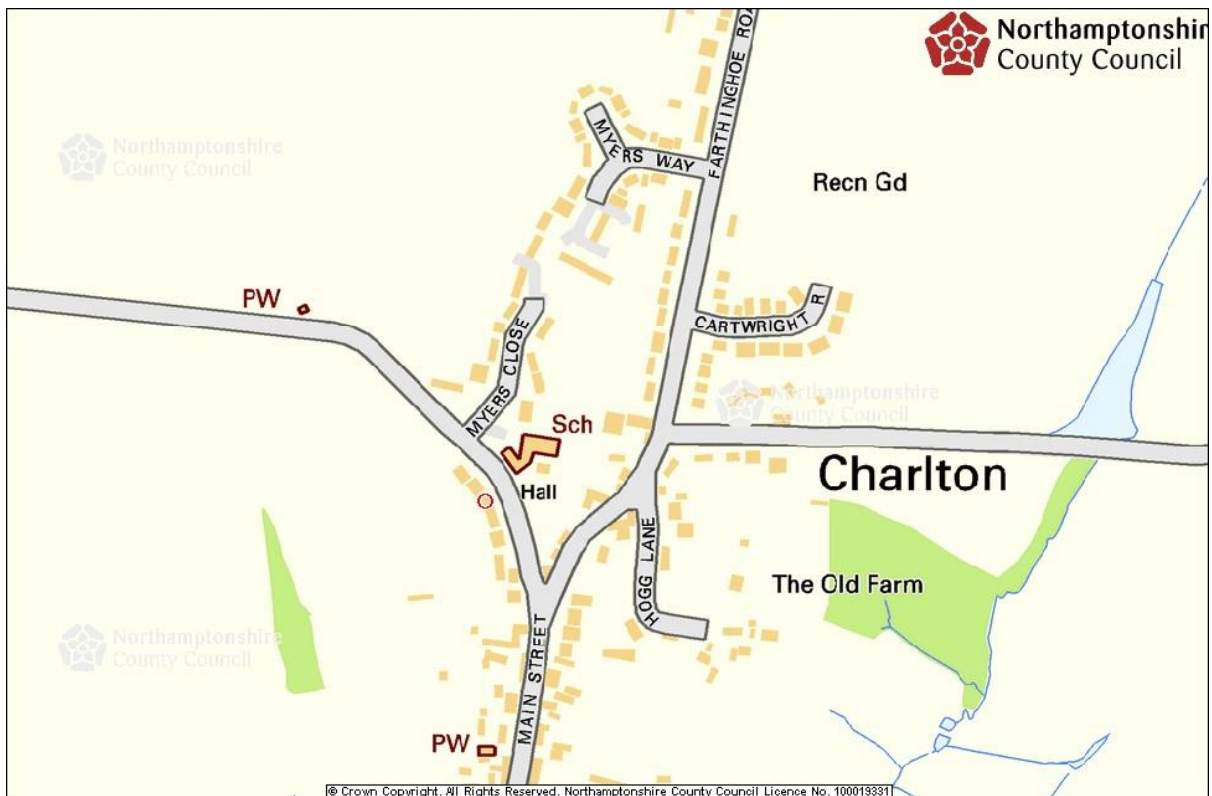 Northamptonshir
County Council
FARTHINGHOE ROA
MYERS WAY
Northamptonshire
County Council
Recn Gd
PW
CARTWRIGHT R
MYERS CLOSE
Northamptonshire
County Council
Sch
Charlton
Hall
HOGG LANE
The Old Farm
MAIN STREET
Northamptonshire
County Council
PW
© Crown Copyright. All Rights Reserved. Northamptonshire County Council Licence No. 100019331